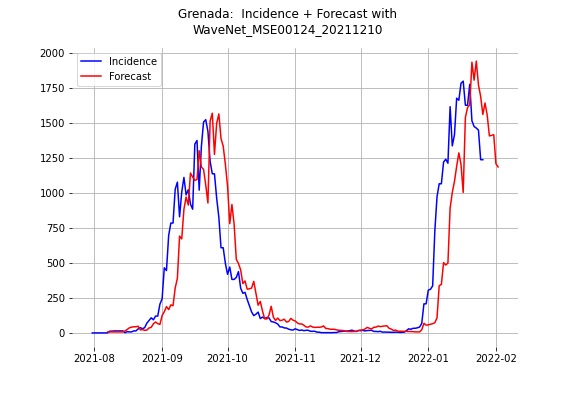 Grenada:  Incidence + Forecast with
WaveNet_MSE00124_20211210
Incidence
Forecast
2000
1750
1500
1250
1000
750
500
250
0
2021-08 2021-09 2021-10 2021-11 2021-12 2022-01 2022-02